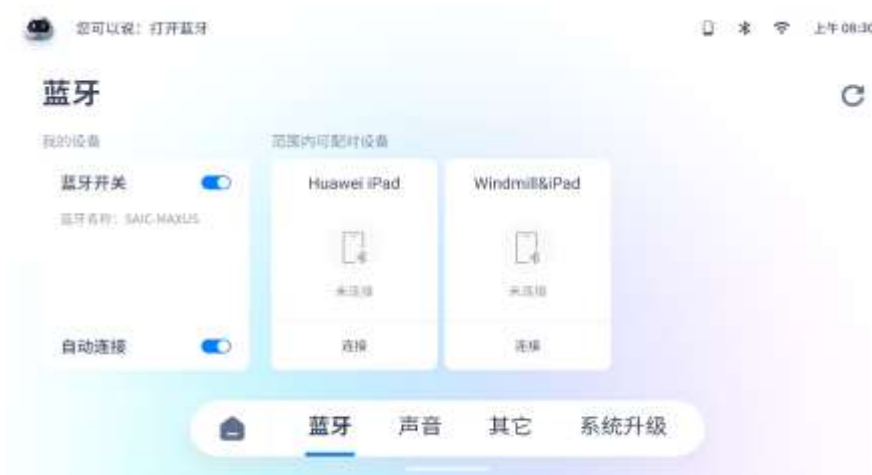 您可以说：打开蓝牙
上午 08:30
蓝牙
我的设备
范围内可配对设备
蓝牙开关
蓝牙名称：SAIC-MAXUS
自动连接
Huawei iPad
未连接
连接
Windmill&iPad
未连接
连接
蓝牙 声音 其它 系统升级